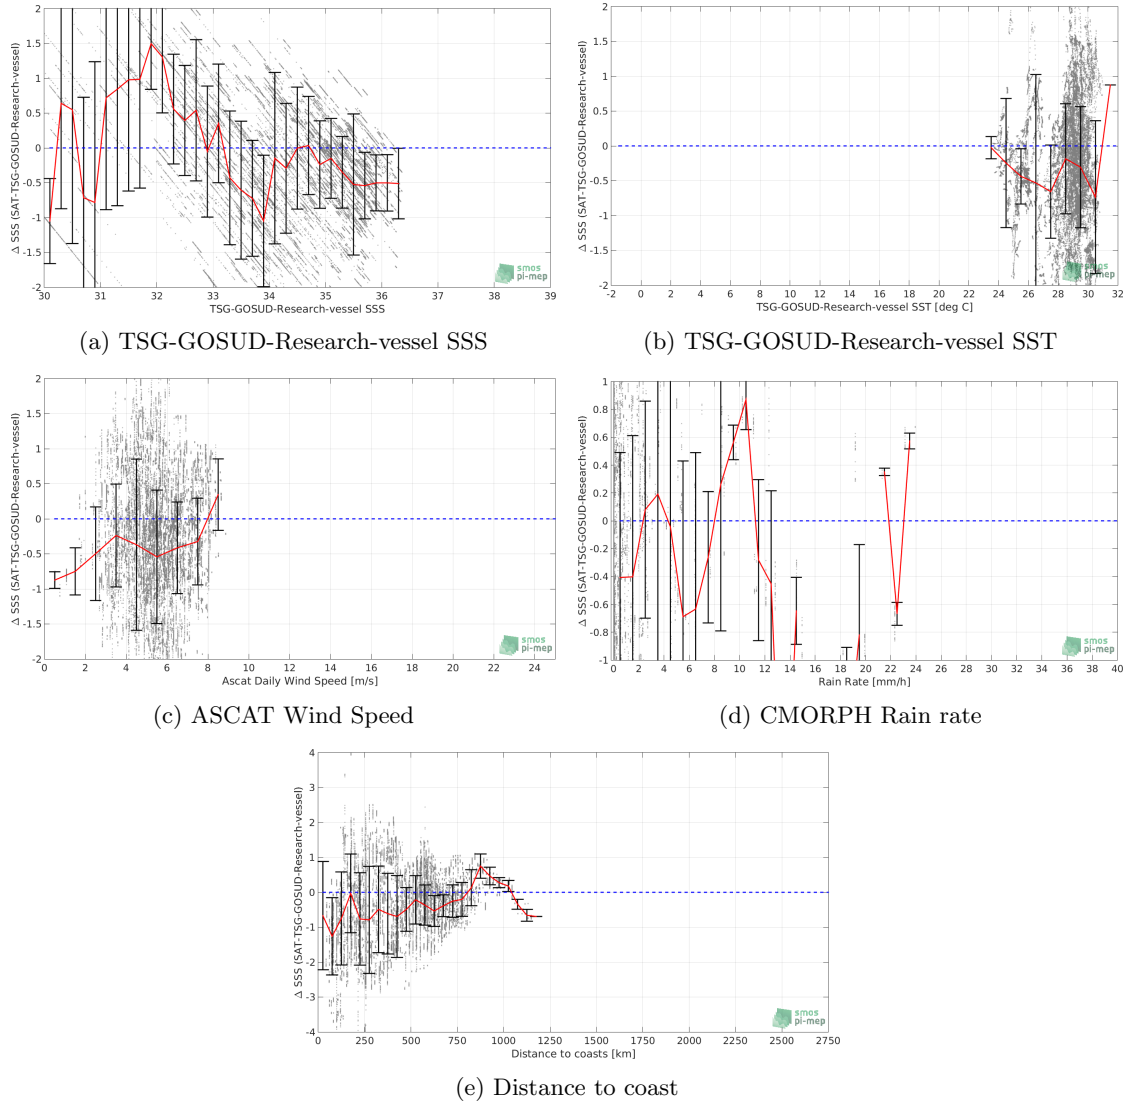 Δ SSS (SAT-TSG-GOSUD-Research-vessel)
2
1.5
1
0.5
0
-0.5
-1
-1.5
-2
30 31 32 33 34 35 36 37 38 39
TSG-GOSUD-Research-vessel SSS
smos
pi-mep
(a) TSG-GOSUD-Research-vessel SSS
Δ SSS (SAT-TSG-GOSUD-Research-vessel)
2
1.5
1
0.5
0
-0.5
-1
-1.5
-2
-2 0 2 4 6 8 10 12 14 16 18 20 22 24 26 28 30 32
TSG-GOSUD-Research-vessel SST [deg C]
smos
pi-mep
(b) TSG-GOSUD-Research-vessel SST
Δ SSS (SAT-TSG-GOSUD-Research-vessel)
2
1.5
1
0.5
0
-0.5
-1
-1.5
-2
0 2 4 6 8 10 12 14 16 18 20 22 24
Ascat Daily Wind Speed [m/s]
smos
pi-mep
(c) ASCAT Wind Speed
Δ SSS (SAT-TSG-GOSUD-Research-vessel)
1
0.8
0.6
0.4
0.2
0
-0.2
-0.4
-0.6
-0.8
-1
0 2 4 6 8 10 12 14 16 18 20 22 24 26 28 30 32 34 36 38 40
Rain Rate [mm/h]
smos
pi-mep
(d) CMORPH Rain rate
Δ SSS (SAT-TSG-GOSUD-Research-vessel)
4
3
2
1
0
-1
-2
-3
-4
0 250 500 750 1000 1250 1500 1750 2000 2250 2500 2750
Distance to coasts [km]
smos
pi-mep
(e) Distance to coast